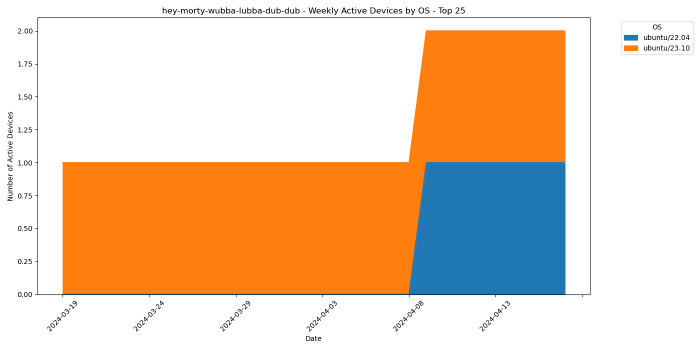 hey-morty-wubba-lubba-dub-dub - Weekly Active Devices by OS - Top 25
OS
ubuntu/22.04
ubuntu/23.10
Number of Active Devices
2.00
1.75
1.50
1.25
1.00
0.75
0.50
0.25
0.00
2024-03-19
2024-03-24
2024-03-29
2024-04-03
2024-04-08
2024-04-13
Date